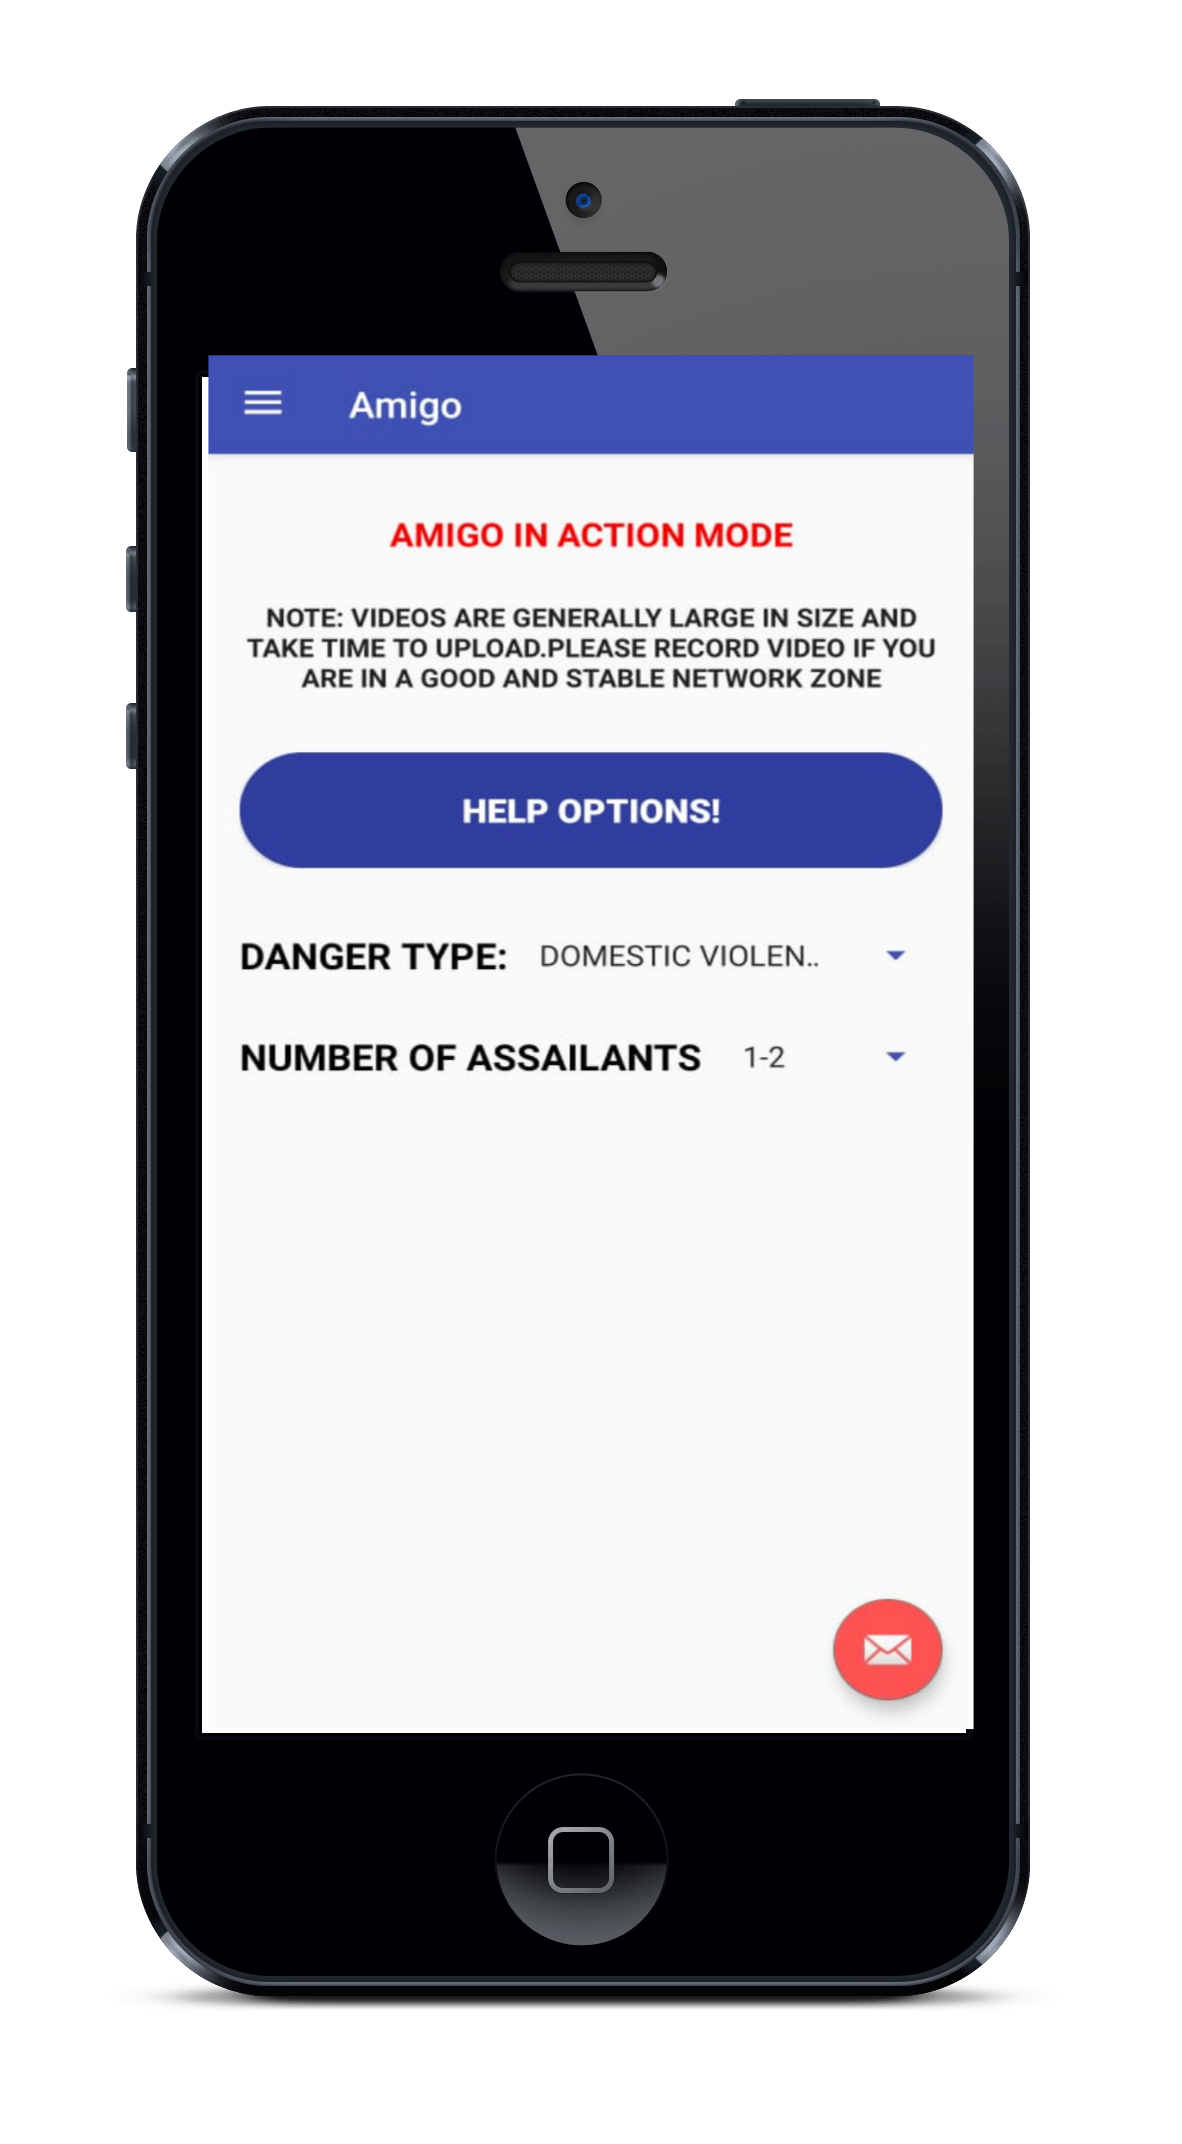 Amigo
AMIGO IN ACTION MODE
NOTE: VIDEOS ARE GENERALLY LARGE IN SIZE AND
TAKE TIME TO UPLOAD.PLEASE RECORD VIDEO IF YOU
ARE IN A GOOD AND STABLE NETWORK ZONE
HELP OPTIONS!
DANGER TYPE: DOMESTIC VIOLEN..
NUMBER OF ASSAILANTS 1-2